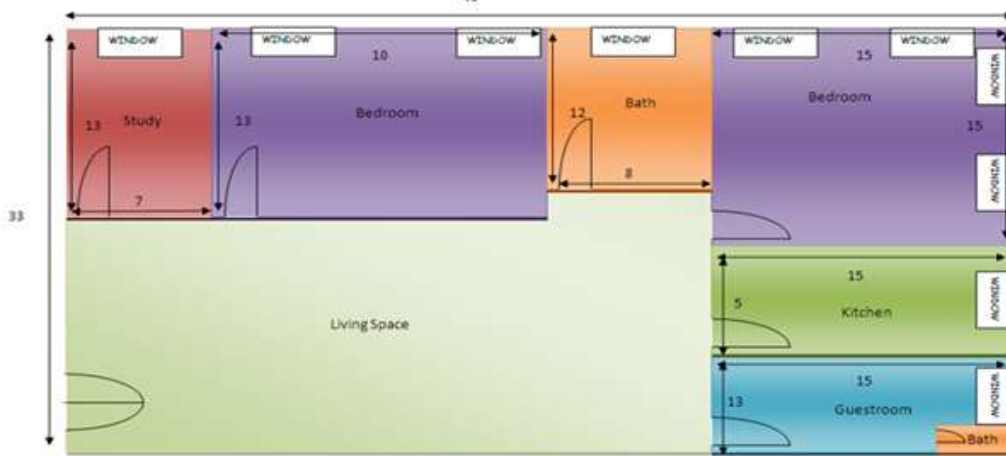 WINDOW
WINDOW
WINDOW
WINDOW
WINDOW
WINDOW
10
15
WINDOW
13
Study
13
Bedroom
12
Bath
Bedroom
15
7
8
WINDOW
33
15
5
Kitchen
WINDOW
Living Space
15
13
Guestroom
WINDOW
Bath